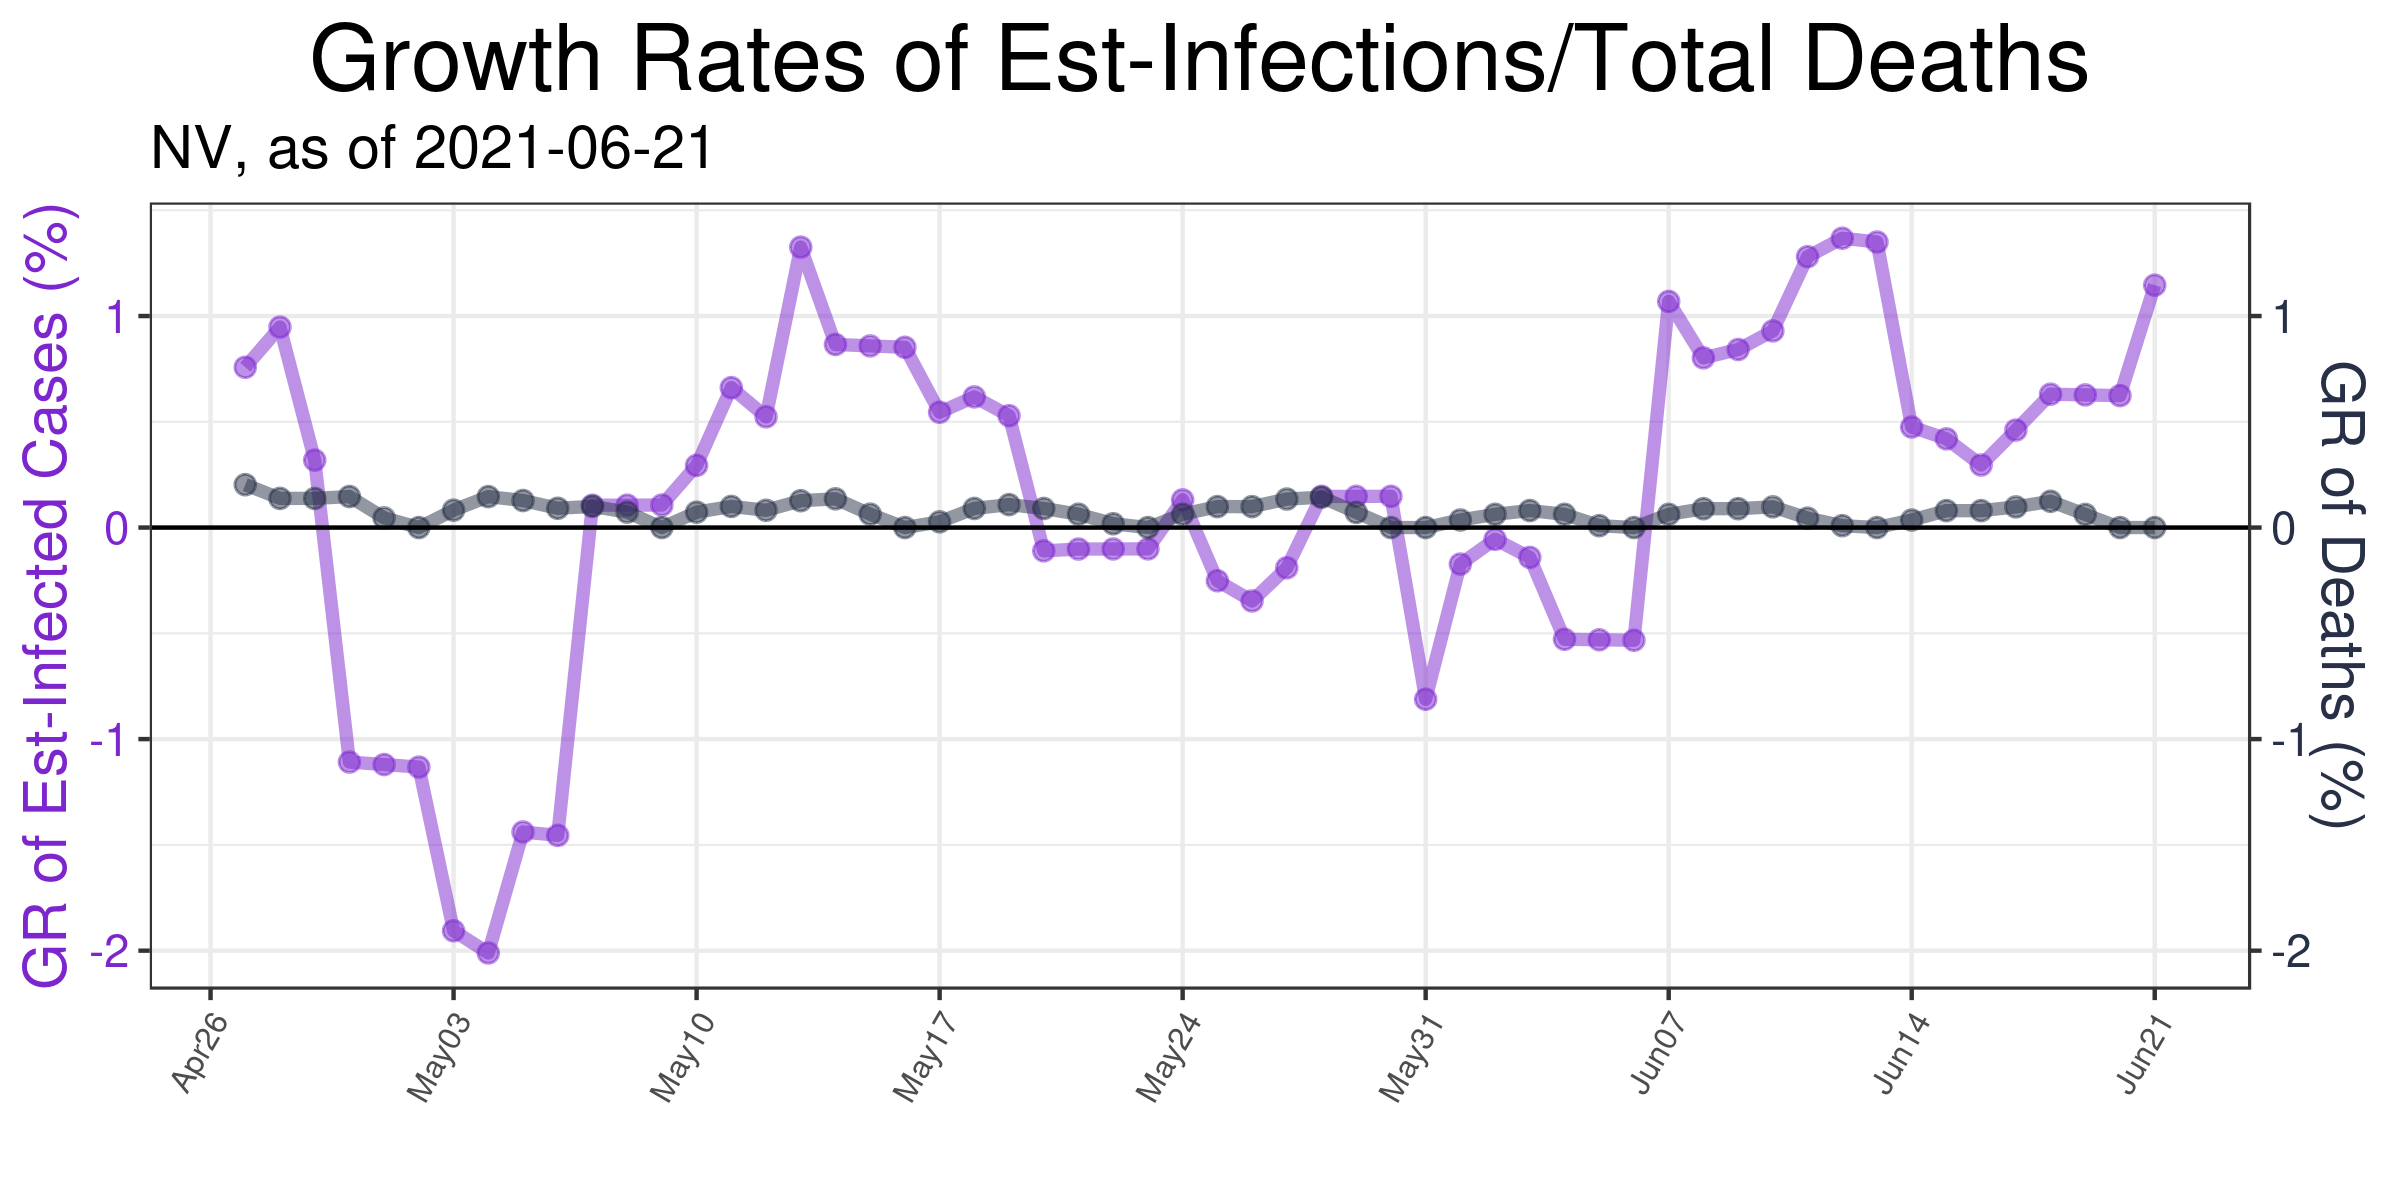 Growth Rates of Est-Infections/Total Deaths
NV, as of 2021-06-21
GR of Est-Infected Cases (%)
1
0
-1
-2
1
0
-1
-2
GR of Deaths (%)
Apr26
May03
May10
May17
May24
May31
Jun07
Jun14
Jun21